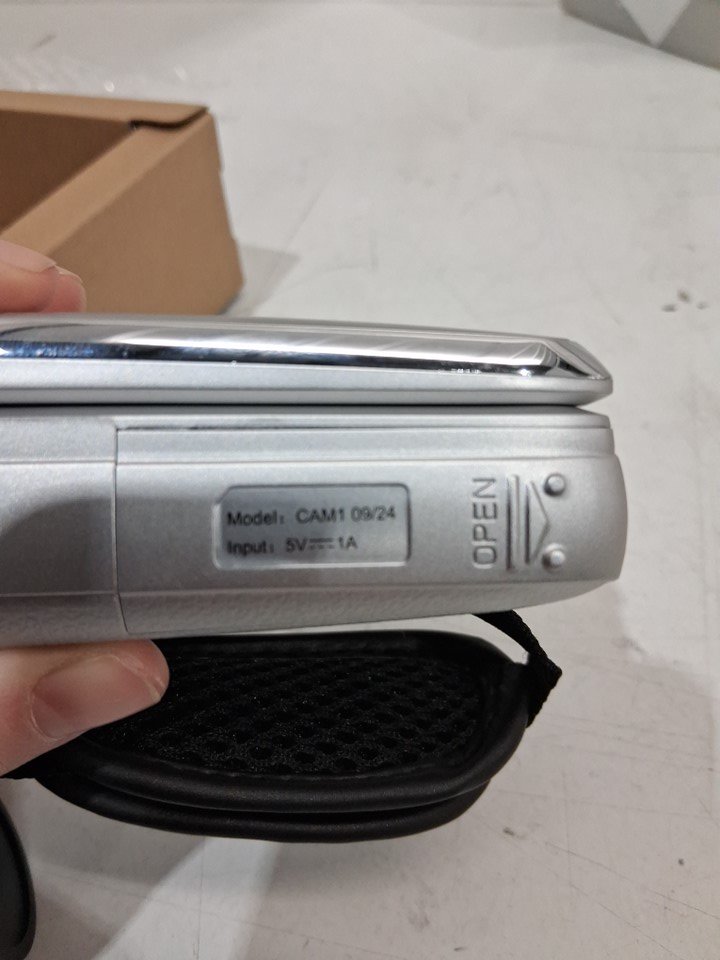 Model: CAM1 09/24
Input: 5V⎓1A
OPEN